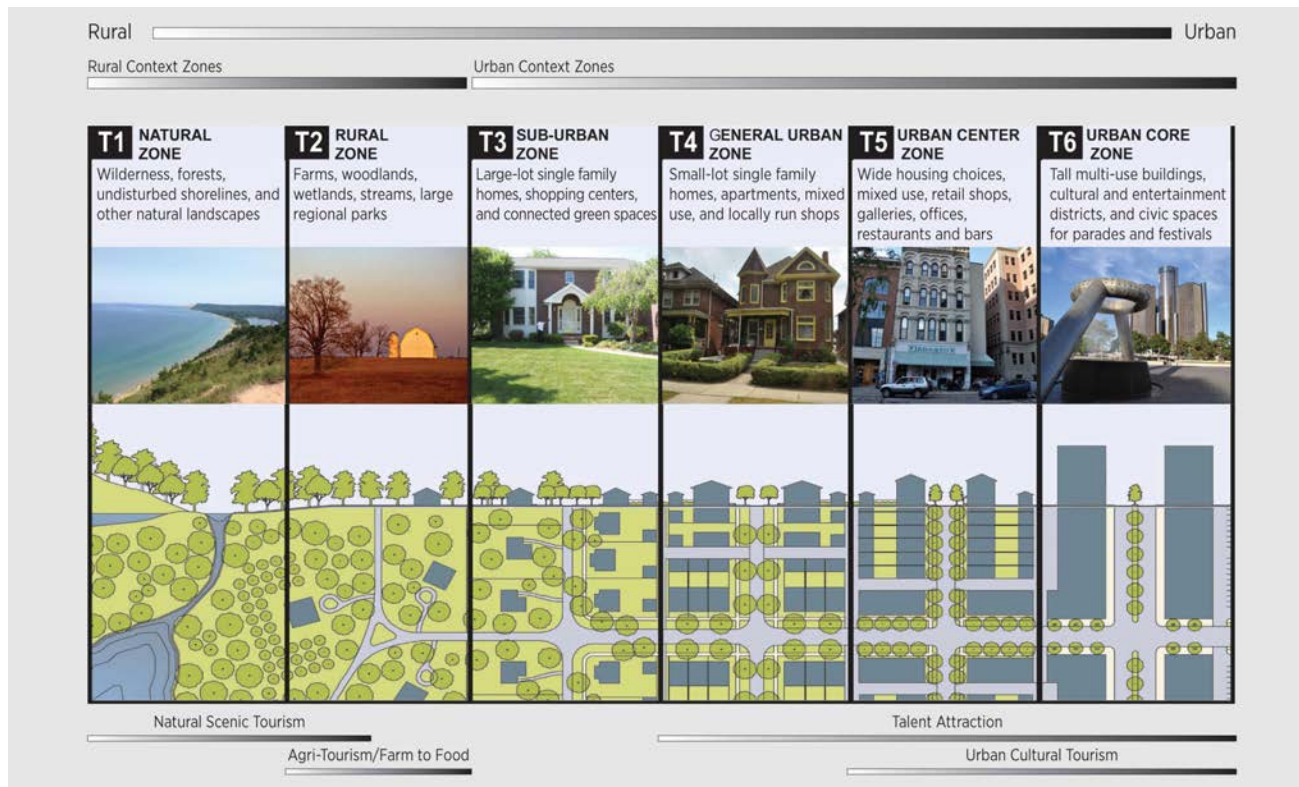 Rural
Urban
Rural Context Zones
Urban Context Zones
T1 NATURAL
ZONE
Wilderness, forests,
undisturbed shorelines, and
other natural landscapes
T2 RURAL
ZONE
Farms, woodlands,
wetlands, streams, large
regional parks
T3 SUB-URBAN
ZONE
Large-lot single family
homes, shopping centers,
and connected green spaces
T4 GENERAL URBAN
ZONE
Small-lot single family
homes, apartments, mixed
use, and locally run shops
T5 URBAN CENTER
ZONE
Wide housing choices,
mixed use, retail shops,
galleries, offices,
restaurants and bars
T6 URBAN CORE
ZONE
Tall multi-use buildings,
cultural and entertainment
districts, and civic spaces
for parades and festivals
Natural Scenic Tourism
Talent Attraction
Agri-Tourism/Farm to Food
Urban Cultural Tourism